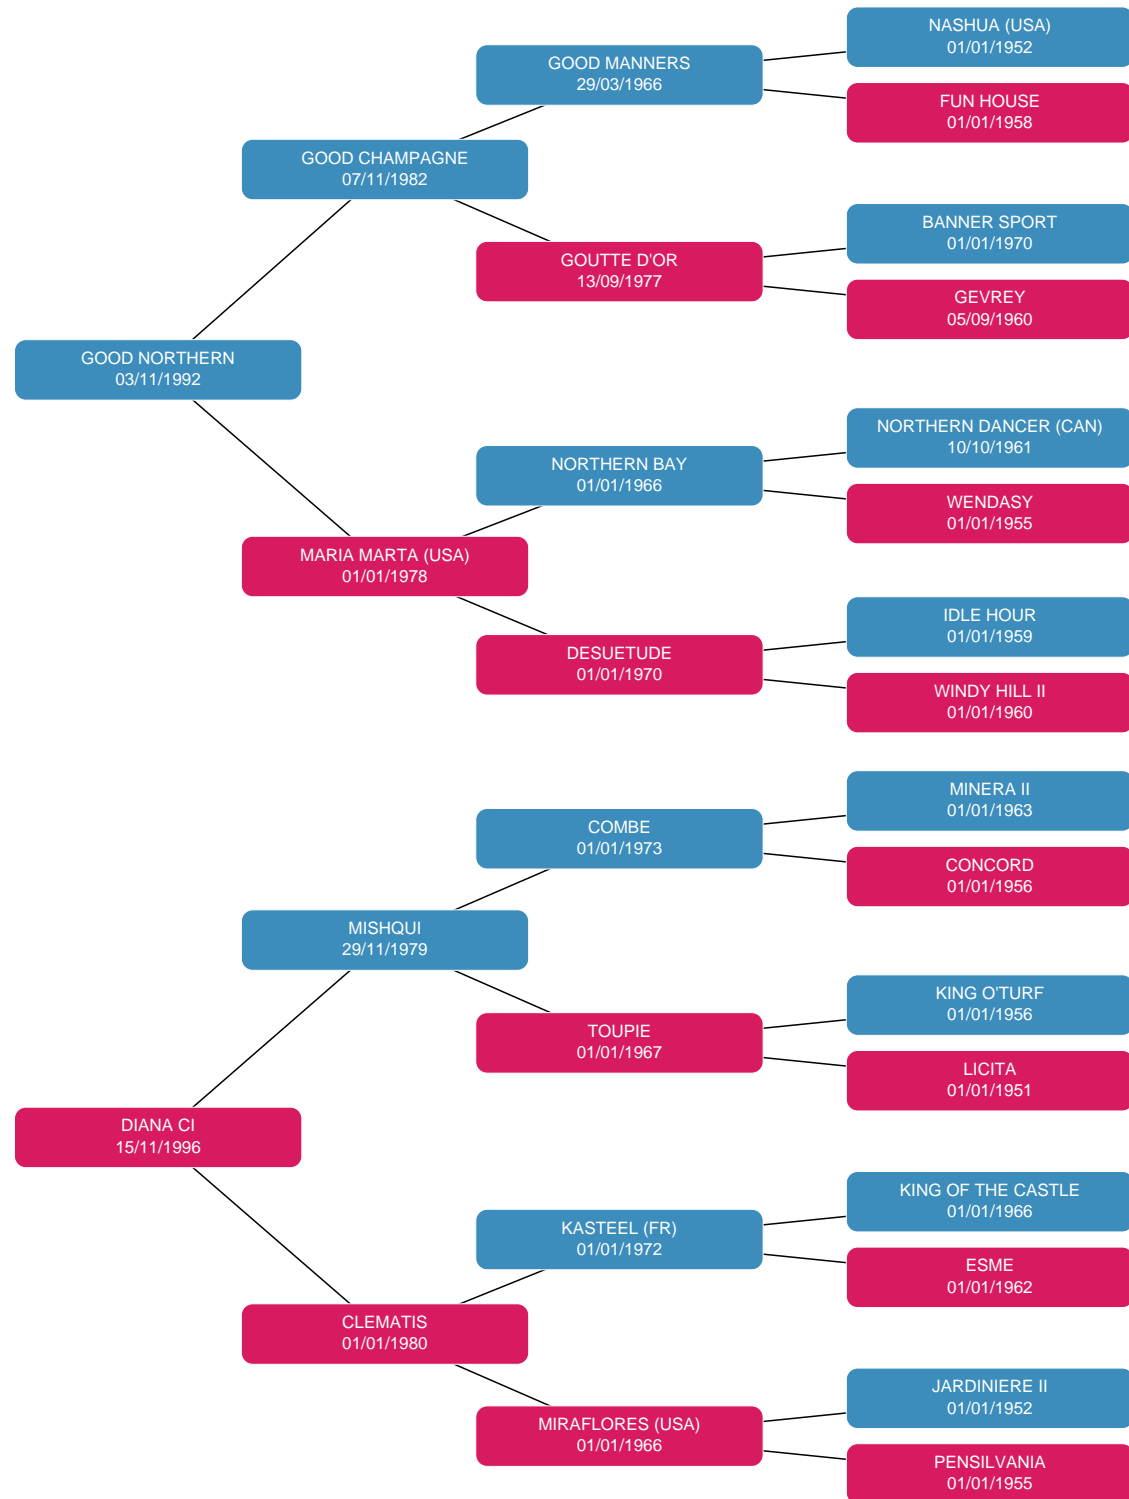 NASHUA (USA)
01/01/1952
GOOD MANNERS
29/03/1966
FUN HOUSE
01/01/1958
GOOD CHAMPAGNE
07/11/1982
BANNER SPORT
01/01/1970
GOUTTE D'OR
13/09/1977
GEVREY
05/09/1960
GOOD NORTHERN
03/11/1992
NORTHERN DANCER (CAN)
10/10/1961
NORTHERN BAY
01/01/1966
WENDASY
01/01/1955
MARIA MARTA (USA)
01/01/1978
IDLE HOUR
01/01/1959
DESUETUDE
01/01/1970
WINDY HILL II
01/01/1960
MINERA II
01/01/1963
COMBE
01/01/1973
CONCORD
01/01/1956
MISHQUI
29/11/1979
KING O'TURF
01/01/1956
TOUPIE
01/01/1967
LICITA
01/01/1951
DIANA CI
15/11/1996
KING OF THE CASTLE
01/01/1966
KASTEEL (FR)
01/01/1972
ESME
01/01/1962
CLEMATIS
01/01/1980
JARDINIERE II
01/01/1952
MIRAFLORES (USA)
01/01/1966
PENSILVANIA
01/01/1955